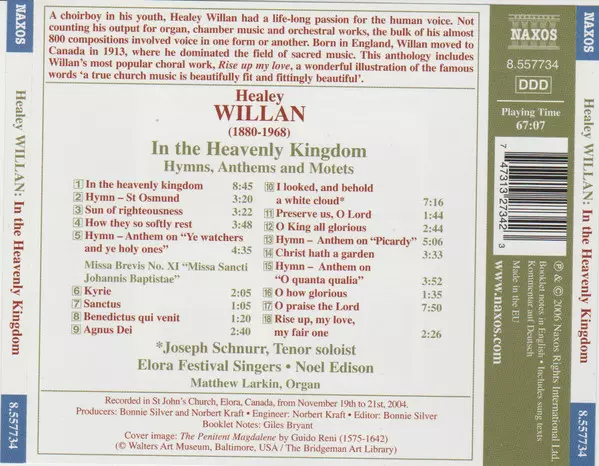 A choirboy in his youth, Healey Willan had a life-long passion for the human voice. Not
counting his output for organ, chamber music and orchestral works, the bulk of his almost
800 compositions involved voice in one form or another. Born in England, Willan moved to
Canada in 1913, where he dominated the field of sacred music. This anthology includes
Willan's most popular choral work, Rise up my love, a wonderful illustration of the famous
words ‘a true church music is beautifully fit and fittingly beautiful’.
Healey
WILLAN
(1880-1968)
In the Heavenly Kingdom
Hymns, Anthems and Motets
1 In the heavenly kingdom 8:45
2 Hymn – St Osmund 3:20
3 Sun of righteousness 3:22
4 How they so softly rest 3:48
5 Hymn – Anthem on “Ye watchers
and ye holy ones”
Missa Brevis No. XI “Missa Sancti
Johannis Baptistae”
6 Kyrie 2:05
7 Sanctus 1:05
8 Benedictus qui venit 1:20
9 Agnus Dei 2:40
10 I looked, and behold
a white cloud* 7:16
11 Preserve us, O Lord 1:44
12 O King all glorious 2:44
13 Hymn – Anthem on “Picardy” 5:06
14 Christ hath a garden 3:33
15 Hymn – Anthem on
“O quanta qualia” 3:52
16 O how glorious 1:35
17 O praise the Lord 7:50
18 Rise up, my love,
my fair one 2:26
*Joseph Schnurr, Tenor soloist
Elora Festival Singers • Noel Edison
Matthew Larkin, Organ
Recorded in St John's Church, Elora, from November 19th to 21st, 2004.
Producers: Bonnie Silver and Norbert Kraft • Engineer: Norbert Kraft • Editor: Bonnie Silver
Booklet Notes: Giles Bryant
Cover image: The Penitent Magdalene by Guido Reni (1575-1642)
(© Walters Art Museum, Baltimore, USA / The Bridgeman Art Library)
NAXOS
8.557734
DDD
Playing Time
67:07
7 47313 27342 3
www.naxos.com
Made in the EU
Kommentar auf Deutsch
Booklet notes in English • Includes sung texts
℗ & © 2006 Naxos Rights International Ltd.
NAXOS
Healey WILLAN: In the Heavenly Kingdom
8.557734
NAXOS
Healey WILLAN: In the Heavenly Kingdom
8.557734